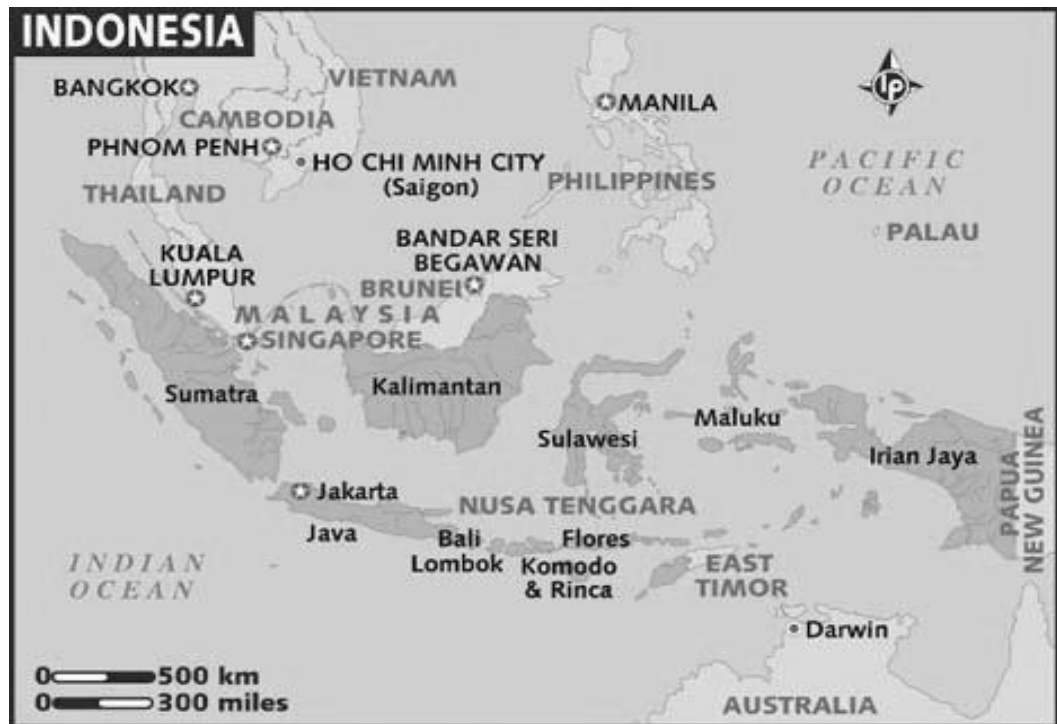 INDONESIA
BANGKOK
VIETNAM
CAMBODIA
MANILA
lp
PHNOM PENH
HO CHI MINH CITY
(Saigon)
THAILAND
PHILIPPINES
PACIFIC
OCEAN
PALAU
KUALA
LUMPUR
BANDAR SERI
BEGAWAN
BRUNEI
MALAYSIA
SINGAPORE
Sumatra
Kalimantan
Sulawesi
Maluku
Irian Jaya
PAPUA
NEW GUINEA
Jakarta
Java
NUSA TENGGARA
Bali
Lombok
Flores
Komodo
& Rinca
EAST
TIMOR
INDIAN
OCEAN
Darwin
AUSTRALIA
0 500 km
0 300 miles